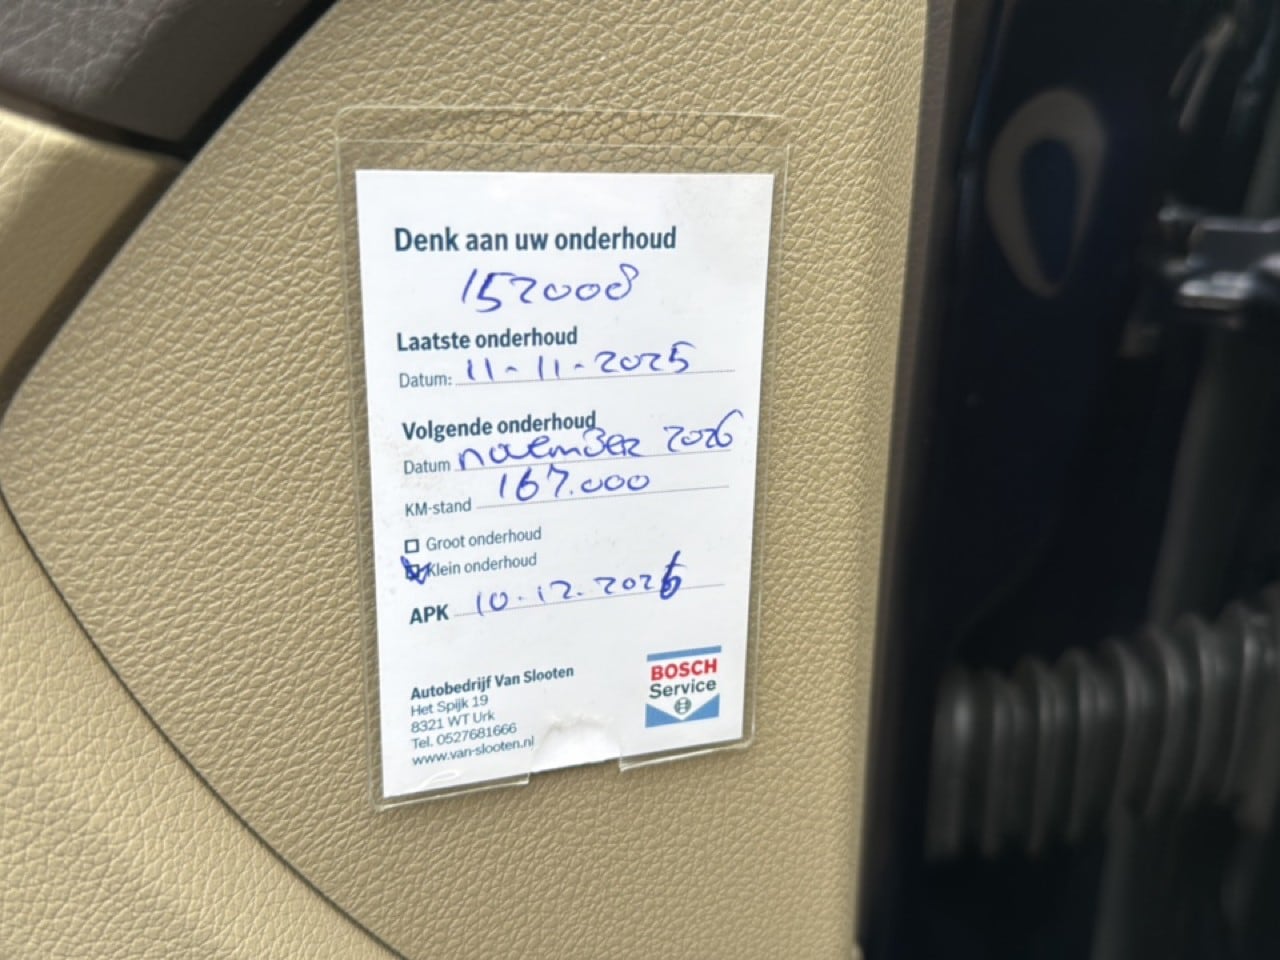 Denk aan uw onderhoud
152008
Laatste onderhoud
Datum: 11-11-2025
Volgende onderhoud
Datum november 2026
KM-stand 167.000
Groot onderhoud
Klein onderhoud
APK 10-12-2026
Autobedrijf Van Slooten
Het Spijk 19
8321 WT Urk
Tel. 0527681666
www.van-slooten.nl
BOSCH
Service